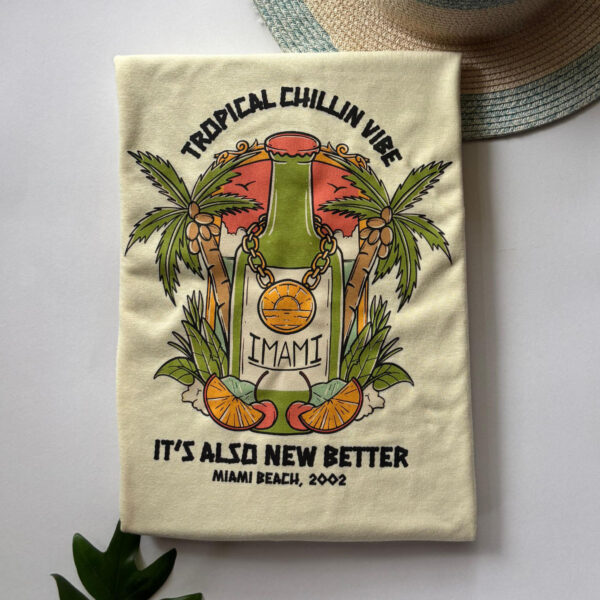 TROPICAL CHILLIN VIBE
IMAMI
IT'S ALSO NEW BETTER
MIAMI BEACH, 2002